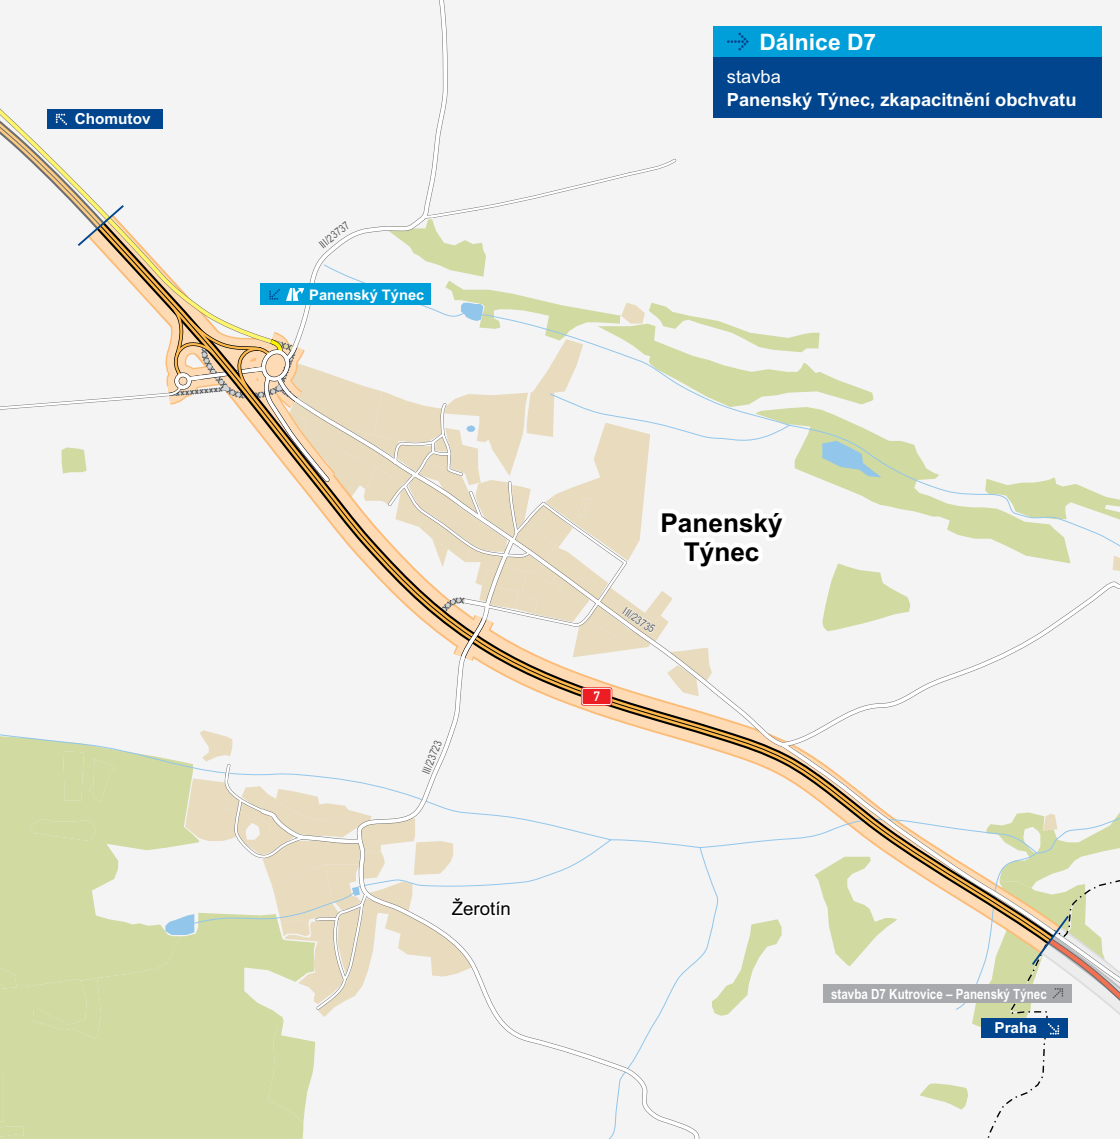 Dálnice D7
stavba
Panenský Týnec, zkapacitnění obchvatu
Chomutov
III/23737
Panenský Týnec
Panenský
Týnec
III/23735
7
III/23723
Žerotín
stavba D7 Kutrovice – Panenský Týnec
Praha